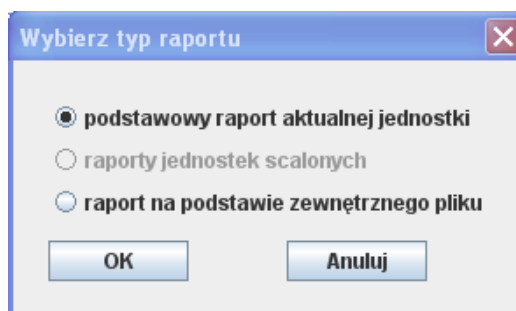 Wybierz typ raportu
podstawowy raport aktualnej jednostki
raporty jednostek scalonych
raport na podstawie zewnętrznego pliku
OK Anuluj